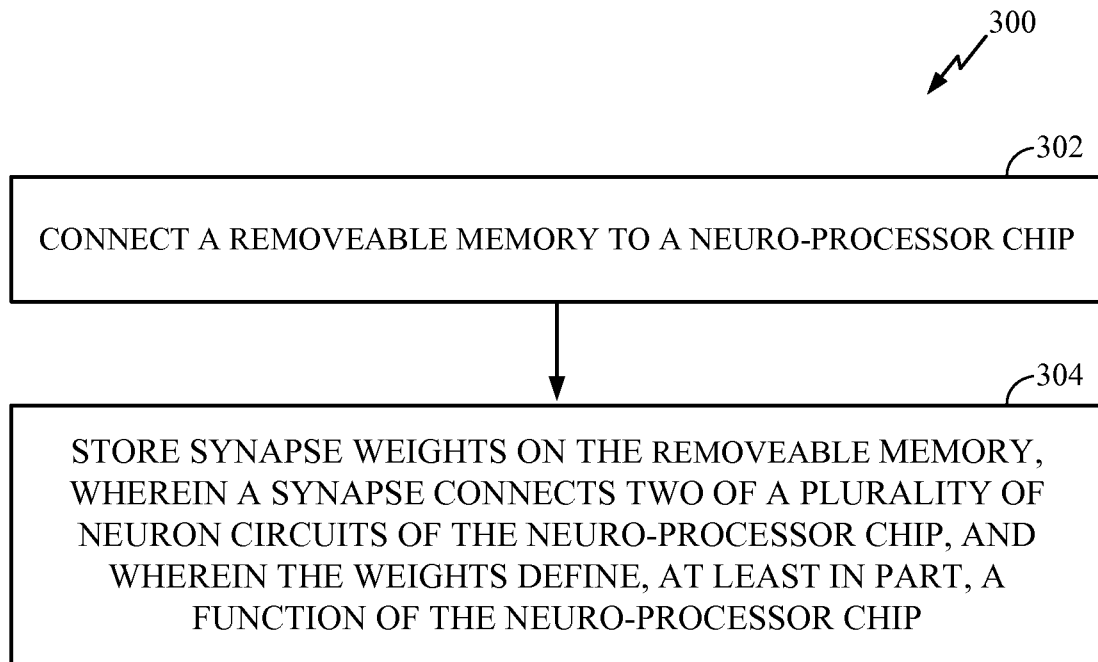 300
302
CONNECT A REMOVEABLE MEMORY TO A NEURO-PROCESSOR CHIP
304
STORE SYNAPSE WEIGHTS ON THE REMOVEABLE MEMORY,
WHEREIN A SYNAPSE CONNECTS TWO OF A PLURALITY OF
NEURON CIRCUITS OF THE NEURO-PROCESSOR CHIP, AND
WHEREIN THE WEIGHTS DEFINE, AT LEAST IN PART, A
FUNCTION OF THE NEURO-PROCESSOR CHIP